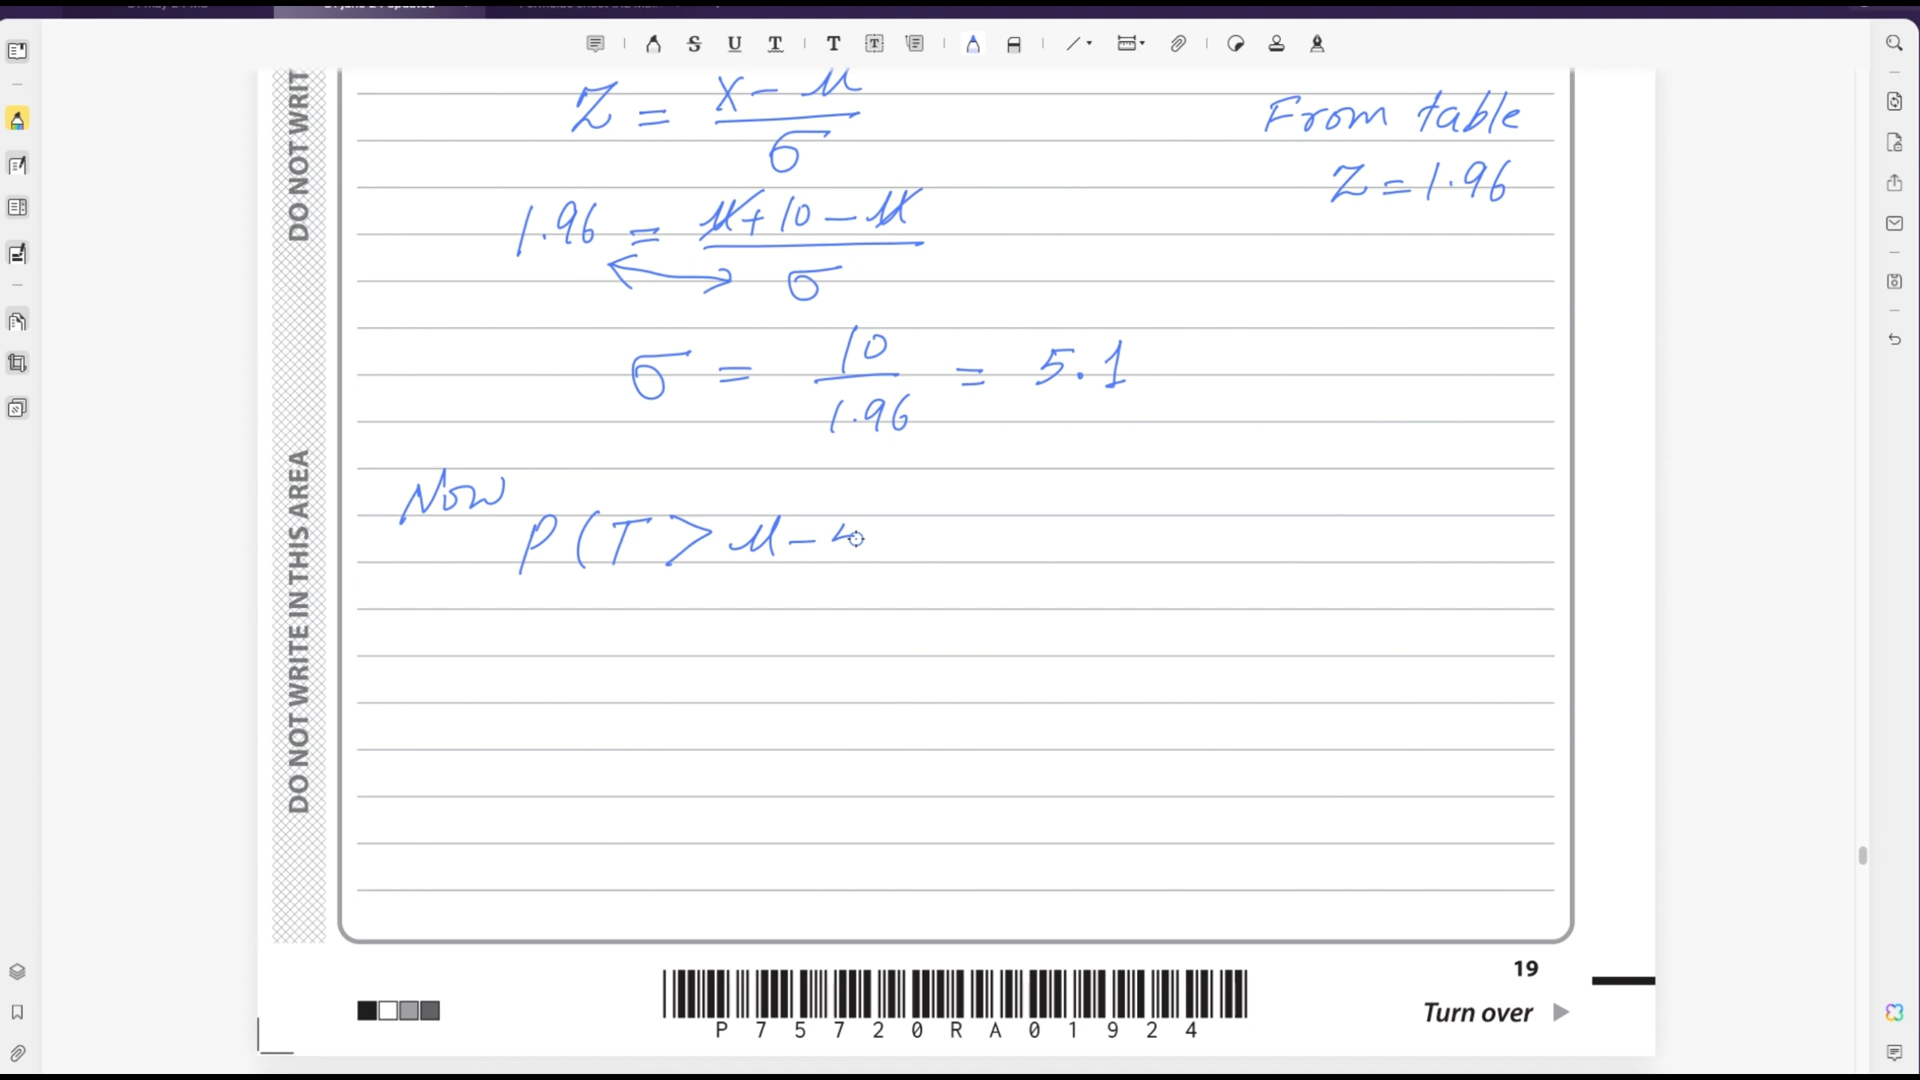 Z = x - μ / σ
From table
Z = 1.96
1.96 = μ + 10 - μ / σ
σ = 10 / 1.96 = 5.1
Now
P ( T > μ -
DO NOT WRIT
DO NOT WRITE IN THIS AREA
19
P 7 5 7 2 0 R A 0 1 9 2 4
Turn over